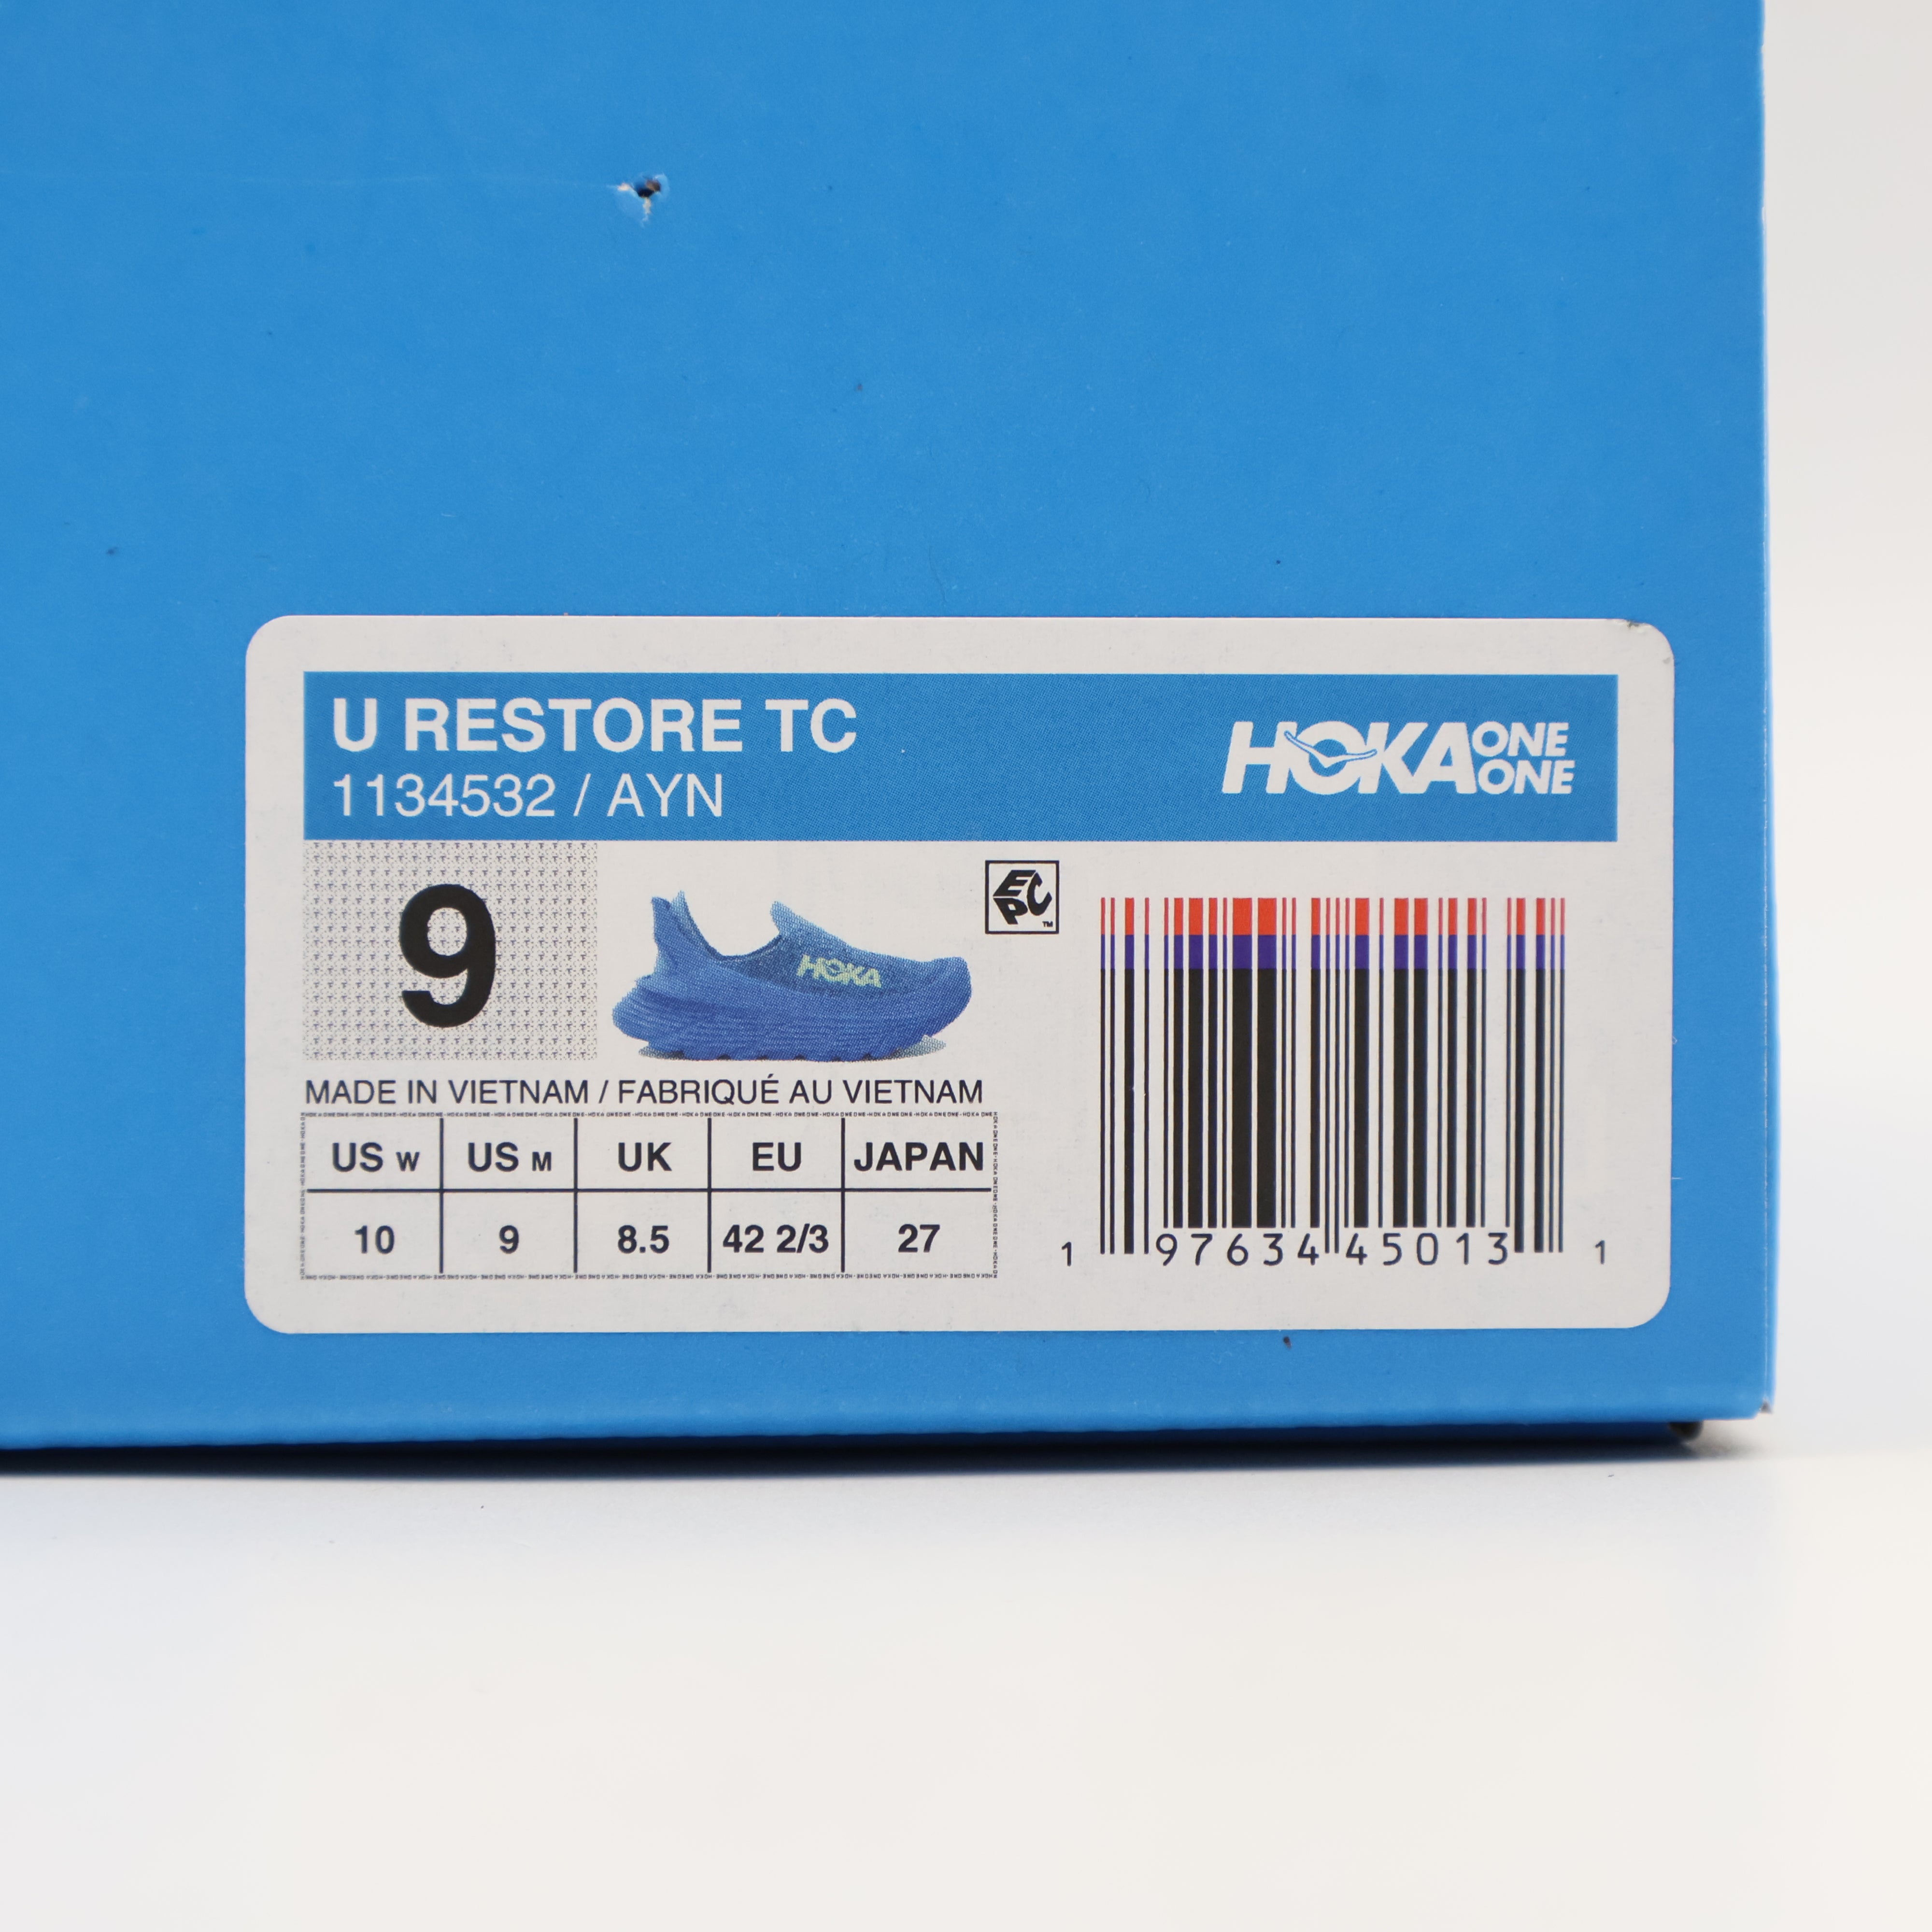 U RESTORE TC
1134532 / AYN
HOKA ONE ONE
9
HOKA
EPC™
MADE IN VIETNAM / FABRIQUÉ AU VIETNAM
US W US M UK EU JAPAN
10 9 8.5 42 2/3 27
1 97634 45013 1